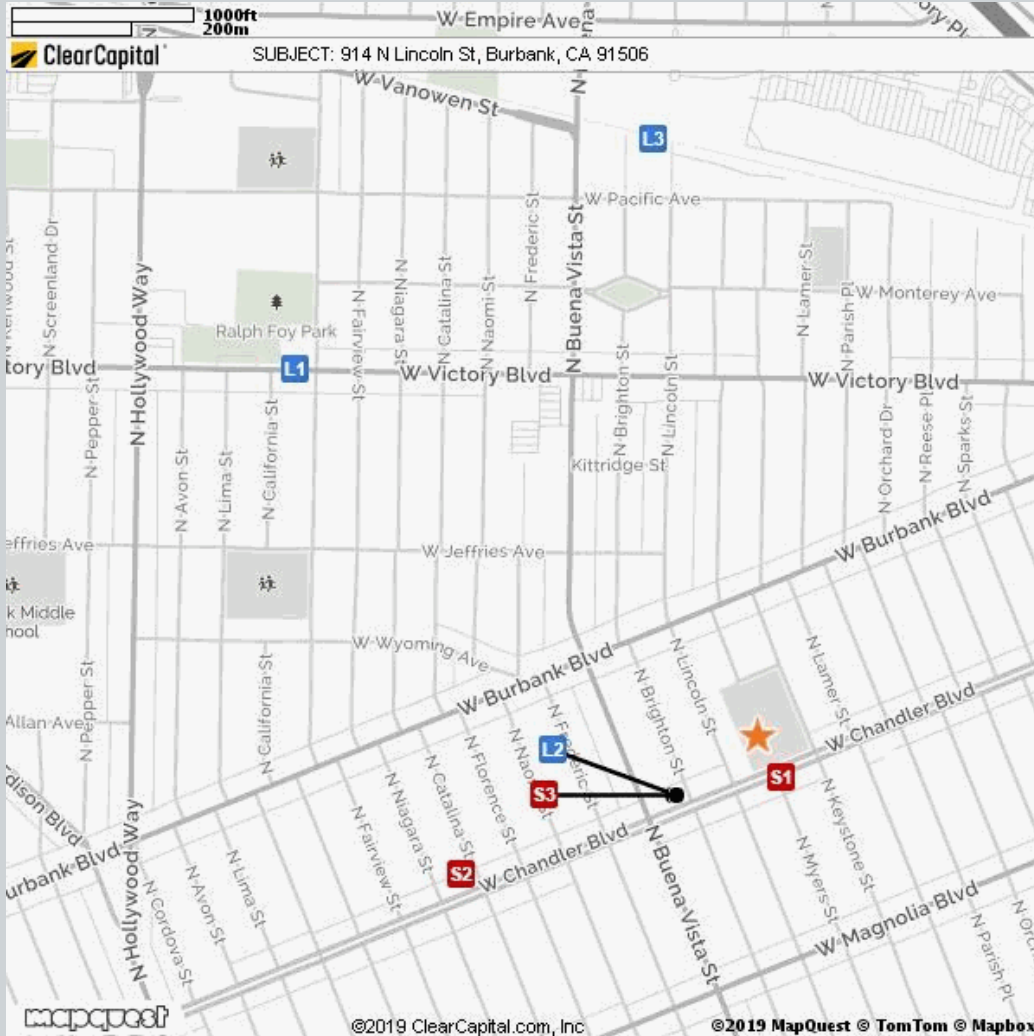 1000ft
200m
W Empire Ave
ClearCapital
SUBJECT: 914 N Lincoln St, Burbank, CA 91506
W Vanowen St
L3
W Pacific Ave
N Screenland Dr
N Hollywood Way
N Frederic St
N Buena Vista St
N Lamer St
N Niagara St
N Catalina St
N Naomi St
N Fairview St
N Parish Pl
W Monterey Ave
Ralph Foy Park
L1
tory Blvd
W Victory Blvd
W Victory Blvd
N Pepper St
N California St
N Brighton St
N Lincoln St
N Avon St
N Lima St
Kittridge St
N Orchard Dr
N Reese Pl
N Sparks St
effries Ave
W Jeffries Ave
W Burbank Blvd
k Middle
hool
W Wyoming Ave
N Pepper St
N California St
W Burbank Blvd
N Lincoln St
N Brighton St
N Lamer St
W Chandler Blvd
Allan Ave
L2
N Frederic St
S1
S3
N Florence St
N Catalina St
N Niagara St
N Fairview St
S2
W Chandler Blvd
N Keystone St
N Myers St
dison Blvd
urbank Blvd
N Hollywood Way
N Lima St
N Avon St
N Cordova St
N Buena Vista St
W Magnolia Blvd
N Parish Pl
mapquest
©2019 ClearCapital.com, Inc
©2019 MapQuest © TomTom © Mapbox